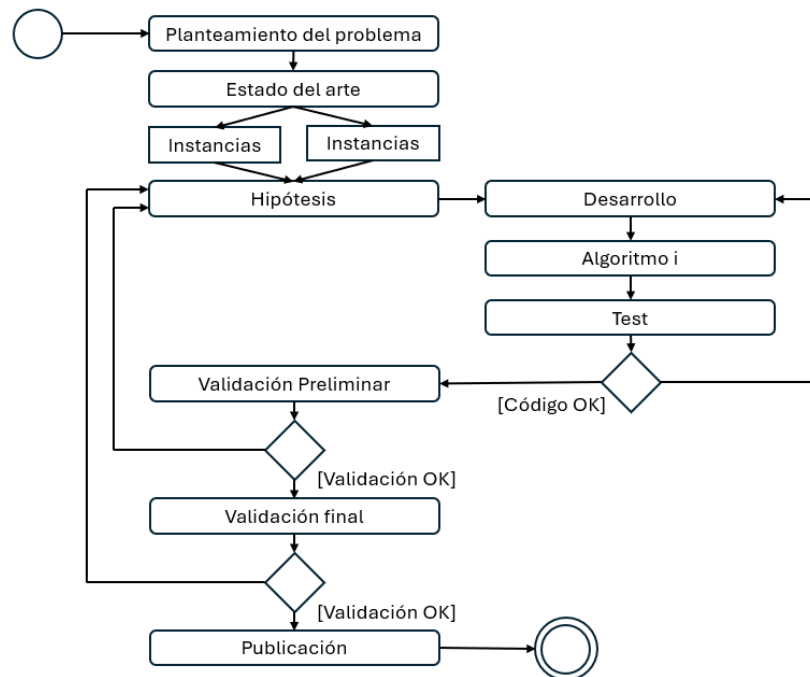 Planteamiento del problema
Estado del arte
Instancias
Instancias
Hipótesis
Desarrollo
Algoritmo i
Test
Validación Preliminar
[Código OK]
[Validación OK]
Validación final
[Validación OK]
Publicación